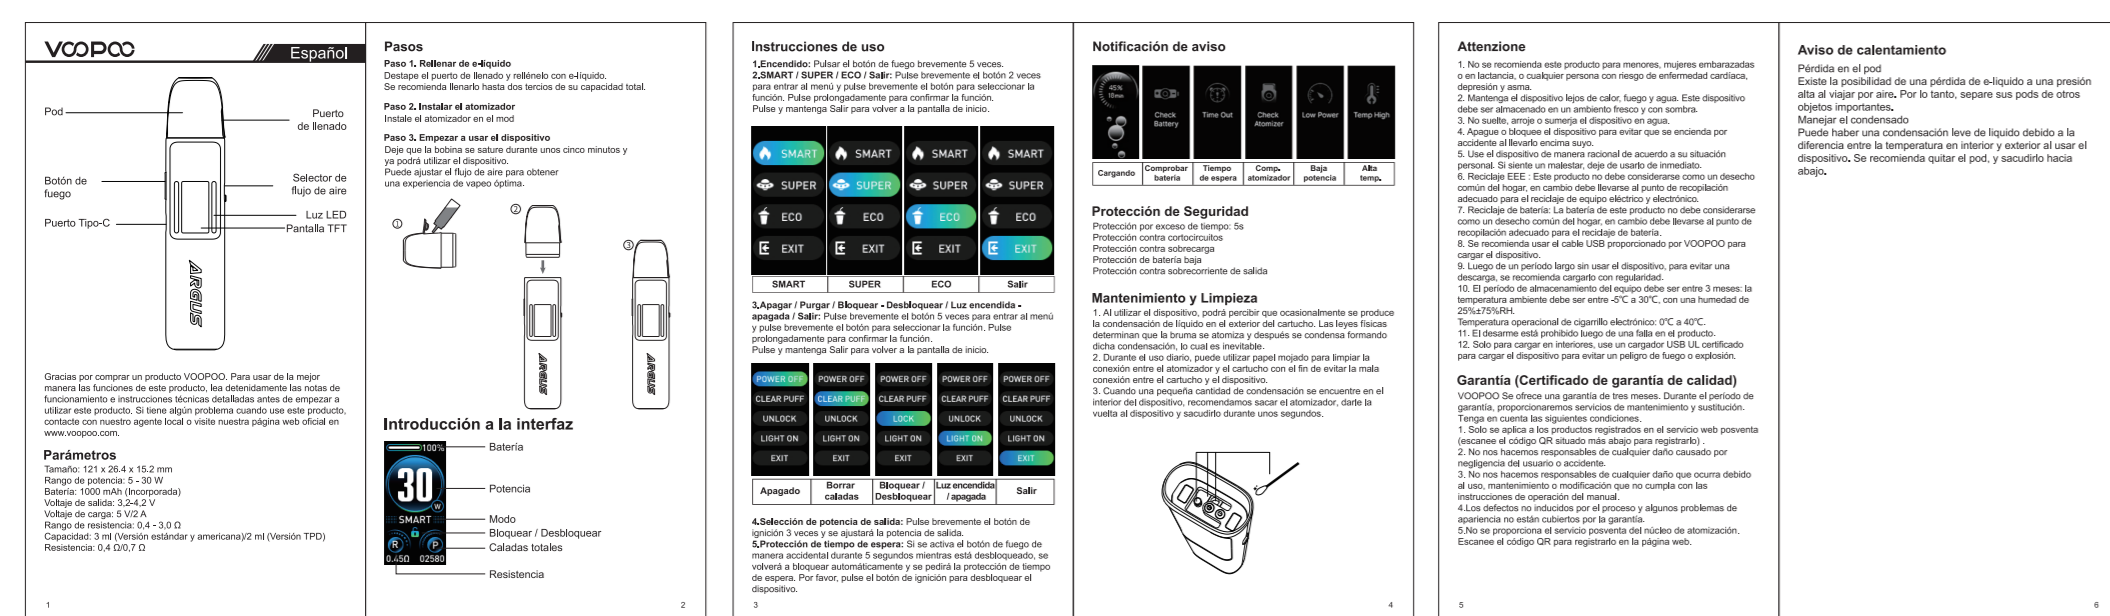 VOOPOO
Español
Pod
Puerto
de llenado
Botón de
fuego
Selector de
flujo de aire
Luz LED
Puerto Tipo-C
Pantalla TFT
ARGUS
Gracias por comprar un producto VOOPOO. Para usar de la mejor
manera las funciones de este producto, lea detenidamente las notas de
funcionamiento e instrucciones técnicas detalladas antes de empezar a
utilizar este producto. Si tiene algún problema cuando use este producto,
contacte con nuestro agente local o visite nuestra página web oficial en
www.voopoo.com.
Parámetros
Tamaño: 121 x 26.4 x 15.2 mm
Rango de potencia: 5 - 30 W
Batería: 1000 mAh (Incorporada)
Voltaje de salida: 3,2-4,2 V
Voltaje de carga: 5 V/2 A
Rango de resistencia: 0,4 - 3,0 Ω
Capacidad: 3 ml (Versión estándar y americana)/2 ml (Versión TPD)
Resistencia: 0,4 Ω/0,7 Ω
1
Pasos
Paso 1. Rellenar de e-líquido
Destape el puerto de llenado y rellénelo con e-líquido.
Se recomienda llenarlo hasta dos tercios de su capacidad total.
Paso 2. Instalar el atomizador
Instale el atomizador en el mod
Paso 3. Empezar a usar el dispositivo
Deje que la bobina se sature durante unos cinco minutos y
ya podrá utilizar el dispositivo.
Puede ajustar el flujo de aire para obtener
una experiencia de vapeo óptima.
①
②
③
ARGUS
ARGUS
Introducción a la interfaz
100%
30
W
SMART
R
P
0.45Ω 02580
Batería
Potencia
Modo
Bloquear / Desbloquear
Caladas totales
Resistencia
2
Instrucciones de uso
1.Encendido: Pulsar el botón de fuego brevemente 5 veces.
2.SMART / SUPER / ECO / Salir: Pulse brevemente el botón 2 veces
para entrar al menú y pulse brevemente el botón para seleccionar la
función. Pulse prolongadamente para confirmar la función.
Pulse y mantenga Salir para volver a la pantalla de inicio.
SMART SMART SMART SMART
SUPER SUPER SUPER SUPER
ECO ECO ECO ECO
EXIT EXIT EXIT EXIT
SMART SUPER ECO Salir
3.Apagar / Purgar / Bloquear - Desbloquear / Luz encendida -
apagada / Salir: Pulse brevemente el botón 5 veces para entrar al menú
y pulse brevemente el botón para seleccionar la función. Pulse
prolongadamente para confirmar la función.
Pulse y mantenga Salir para volver a la pantalla de inicio.
POWER OFF POWER OFF POWER OFF POWER OFF POWER OFF
CLEAR PUFF CLEAR PUFF CLEAR PUFF CLEAR PUFF CLEAR PUFF
UNLOCK UNLOCK LOCK UNLOCK UNLOCK
LIGHT ON LIGHT ON LIGHT ON LIGHT ON LIGHT ON
EXIT EXIT EXIT EXIT EXIT
Apagado
Borrar
caladas
Bloquear /
Desbloquear
Luz encendida
/ apagada
Salir
4.Selección de potencia de salida: Pulse brevemente el botón de
ignición 3 veces y se ajustará la potencia de salida.
5.Protección de tiempo de espera: Si se activa el botón de fuego de
manera accidental durante 5 segundos mientras está desbloqueado, se
volverá a bloquear automáticamente y se pedirá la protección de tiempo
de espera. Por favor, pulse el botón de ignición para desbloquear el
dispositivo.
3
Notificación de aviso
45%
18min
Check
Battery
Time Out
Check
Atomizer
Low Power
Temp High
Cargando
Comprobar
batería
Tiempo
de espera
Comp.
atomizador
Baja
potencia
Alta
temp.
Protección de Seguridad
Protección por exceso de tiempo: 5s
Protección contra cortocircuitos
Protección contra sobrecarga
Protección de batería baja
Protección contra sobrecorriente de salida
Mantenimiento y Limpieza
1. Al utilizar el dispositivo, podrá percibir que ocasionalmente se produce
la condensación de líquido en el exterior del cartucho. Las leyes físicas
determinan que la bruma se atomiza y después se condensa formando
dicha condensación, lo cual es inevitable.
2. Durante el uso diario, puede utilizar papel mojado para limpiar la
conexión entre el atomizador y el cartucho con el fin de evitar la mala
conexión entre el cartucho y el dispositivo.
3. Cuando una pequeña cantidad de condensación se encuentre en el
interior del dispositivo, recomendamos sacar el atomizador, darle la
vuelta al dispositivo y sacudirlo durante unos segundos.
4
Attenzione
1. No se recomienda este producto para menores, mujeres embarazadas
o en lactancia, o cualquier persona con riesgo de enfermedad cardíaca,
depresión y asma.
2. Mantenga el dispositivo lejos de calor, fuego y agua. Este dispositivo
debe ser almacenado en un ambiente fresco y con sombra.
3. No suelte, arroje o sumerja el dispositivo en agua.
4. Apague o bloquee el dispositivo para evitar que se encienda por
accidente al llevarlo encima suyo.
5. Use el dispositivo de manera racional de acuerdo a su situación
personal. Si siente un malestar, deje de usarlo de inmediato.
6. Reciclaje EEE : Este producto no debe considerarse como un desecho
común del hogar, en cambio debe llevarse al punto de recopilación
adecuado para el reciclaje de equipo eléctrico y electrónico.
7. Reciclaje de batería: La batería de este producto no debe considerarse
como un desecho común del hogar, en cambio debe llevarse al punto de
recopilación adecuado para el reciclaje de batería.
8. Se recomienda usar el cable USB proporcionado por VOOPOO para
cargar el dispositivo.
9. Luego de un período largo sin usar el dispositivo, para evitar una
descarga, se recomienda cargarlo con regularidad.
10. El período de almacenamiento del equipo debe ser entre 3 meses: la
temperatura ambiente debe ser entre -5℃ a 30℃, con una humedad de
25%±75%RH.
Temperatura operacional de cigarrillo electrónico: 0℃ a 40℃.
11. El desarme está prohibido luego de una falla en el producto.
12. Solo para cargar en interiores, use un cargador USB UL certificado
para cargar el dispositivo para evitar un peligro de fuego o explosión.
Garantía (Certificado de garantía de calidad)
VOOPOO Se ofrece una garantía de tres meses. Durante el período de
garantía, proporcionaremos servicios de mantenimiento y sustitución.
Tenga en cuenta las siguientes condiciones.
1. Solo se aplica a los productos registrados en el servicio web posventa
(escanee el código QR situado más abajo para registrarlo) .
2. No nos hacemos responsables de cualquier daño causado por
negligencia del usuario o accidente.
3. No nos hacemos responsables de cualquier daño que ocurra debido
al uso, mantenimiento o modificación que no cumpla con las
instrucciones de operación del manual.
4.Los defectos no inducidos por el proceso y algunos problemas de
apariencia no están cubiertos por la garantía.
5.No se proporciona el servicio posventa del núcleo de atomización.
Escanee el código QR para registrarlo en la página web.
5
Aviso de calentamiento
Pérdida en el pod
Existe la posibilidad de una pérdida de e-liquido a una presión
alta al viajar por aire. Por lo tanto, separe sus pods de otros
objetos importantes.
Manejar el condensado
Puede haber una condensación leve de liquido debido a la
diferencia entre la temperatura en interior y exterior al usar el
dispositivo. Se recomienda quitar el pod, y sacudirlo hacia
abajo.
6